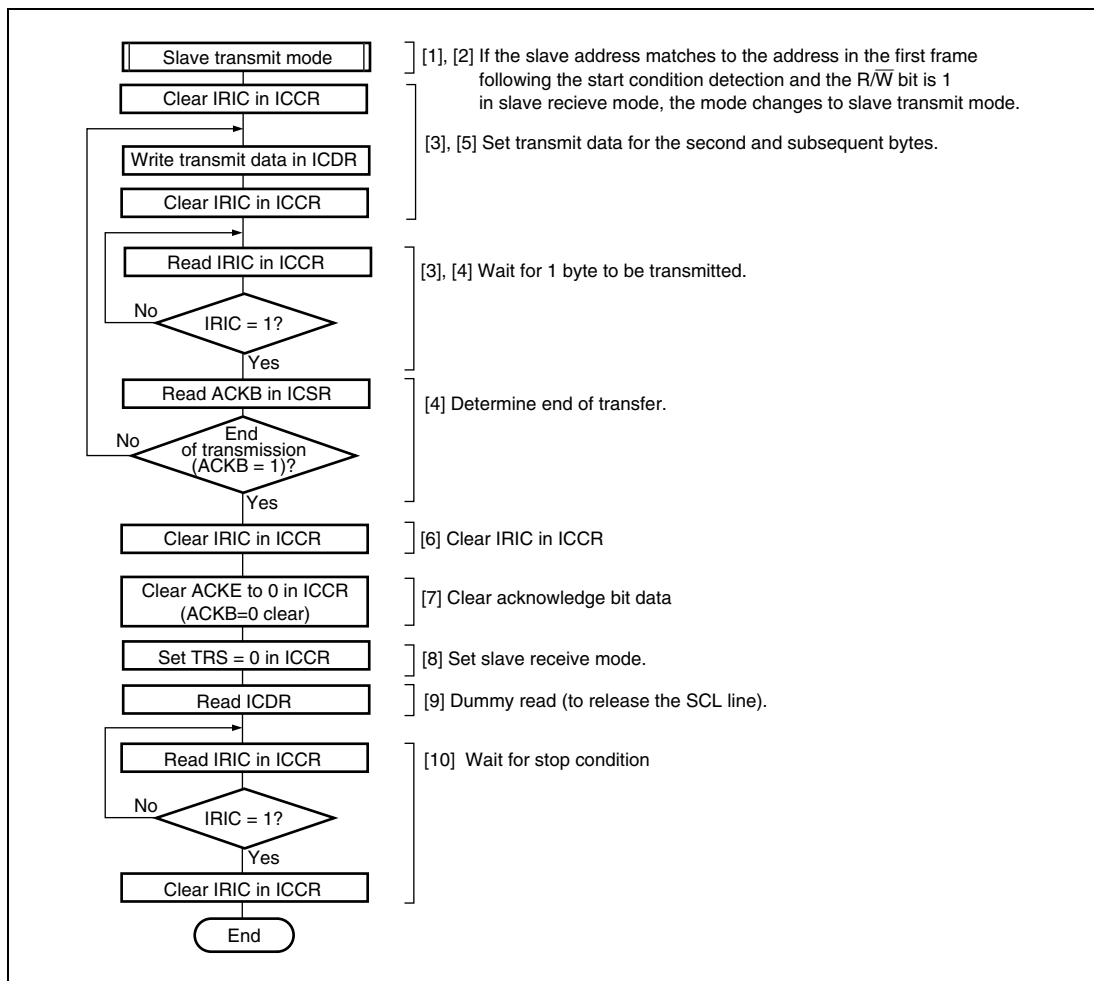 Slave transmit mode
[1], [2] If the slave address matches to the address in the first frame
following the start condition detection and the R/W̅ bit is 1
in slave recieve mode, the mode changes to slave transmit mode.
Clear IRIC in ICCR
[3], [5] Set transmit data for the second and subsequent bytes.
Write transmit data in ICDR
Clear IRIC in ICCR
Read IRIC in ICCR
[3], [4] Wait for 1 byte to be transmitted.
No
IRIC = 1?
Yes
Read ACKB in ICSR
[4] Determine end of transfer.
No
End
of transmission
(ACKB = 1)?
Yes
Clear IRIC in ICCR
[6] Clear IRIC in ICCR
Clear ACKE to 0 in ICCR
(ACKB=0 clear)
[7] Clear acknowledge bit data
Set TRS = 0 in ICCR
[8] Set slave receive mode.
Read ICDR
[9] Dummy read (to release the SCL line).
Read IRIC in ICCR
[10] Wait for stop condition
No
IRIC = 1?
Yes
Clear IRIC in ICCR
End